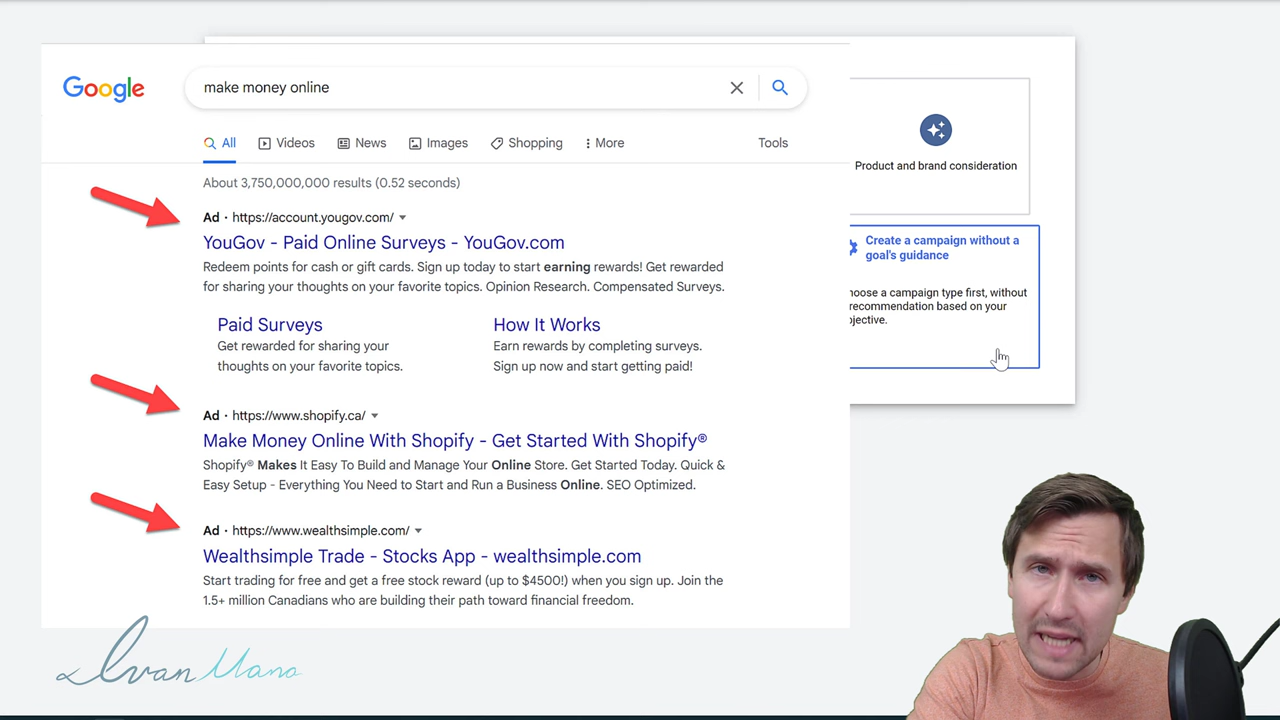 Google
make money online
All
Videos
News
Images
Shopping
More
Tools
About 3,750,000,000 results (0.52 seconds)
Ad · https://account.yougov.com/
YouGov - Paid Online Surveys - YouGov.com
Redeem points for cash or gift cards. Sign up today to start earning rewards! Get rewarded
for sharing your thoughts on your favorite topics. Opinion Research. Compensated Surveys.
Paid Surveys
Get rewarded for sharing your
thoughts on your favorite topics.
How It Works
Earn rewards by completing surveys.
Sign up now and start getting paid!
Ad · https://www.shopify.ca/
Make Money Online With Shopify - Get Started With Shopify®
Shopify® Makes It Easy To Build and Manage Your Online Store. Get Started Today. Quick &
Easy Setup - Everything You Need to Start and Run a Business Online. SEO Optimized.
Ad · https://www.wealthsimple.com/
Wealthsimple Trade - Stocks App - wealthsimple.com
Start trading for free and get a free stock reward (up to $4500!) when you sign up. Join the
1.5+ million Canadians who are building their path toward financial freedom.
Product and brand consideration
Create a campaign without a
goal's guidance
a campaign type first, without
recommendation based on your
Ivan Mana